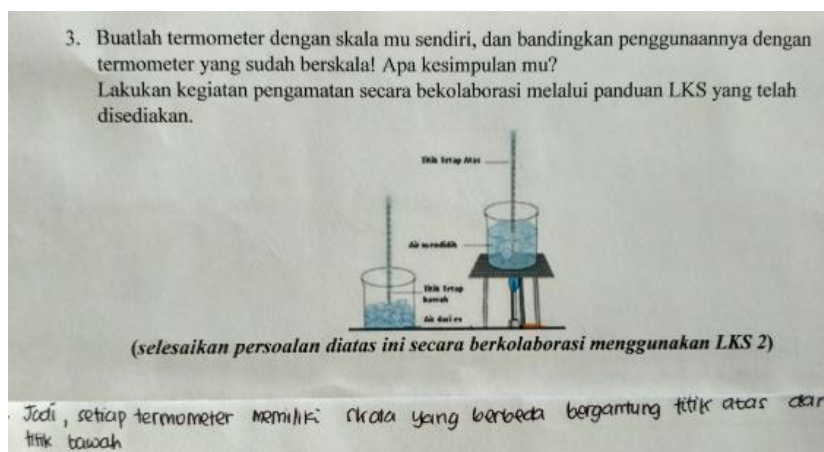 3. Buatlah termometer dengan skala mu sendiri, dan bandingkan penggunaannya dengan
termometer yang sudah berskala! Apa kesimpulan mu?
Lakukan kegiatan pengamatan secara bekolaborasi melalui panduan LKS yang telah
disediakan.
Titik Tetap Atas
Air mendidih
Titik Tetap
bawah
Air dari es
(selesaikan persoalan diatas ini secara berkolaborasi menggunakan LKS 2)
Jadi, setiap termometer memiliki skala yang berbeda bergantung titik atas dan
titik bawah